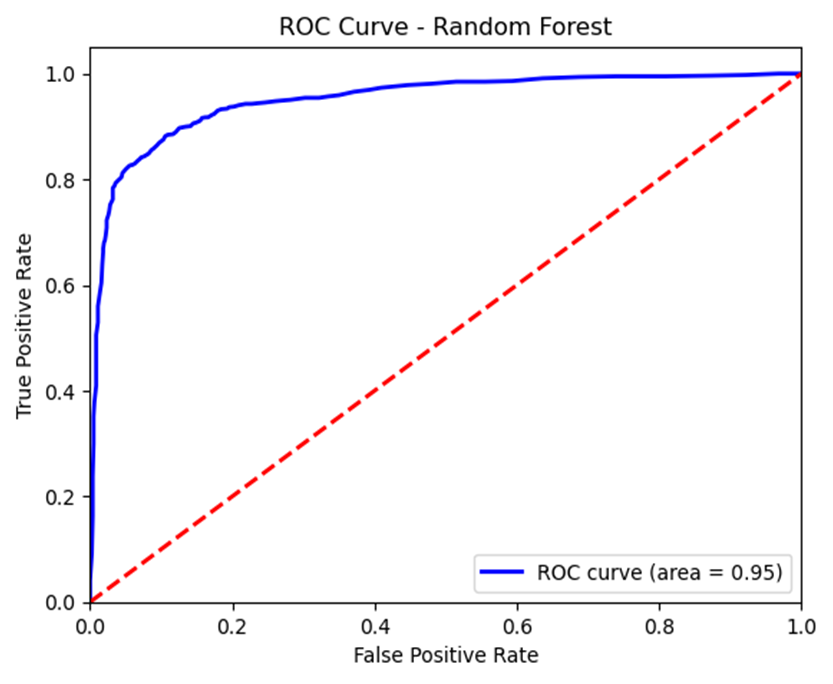 ROC Curve - Random Forest
1.0
0.8
0.6
0.4
0.2
0.0
True Positive Rate
ROC curve (area = 0.95)
0.0 0.2 0.4 0.6 0.8 1.0
False Positive Rate